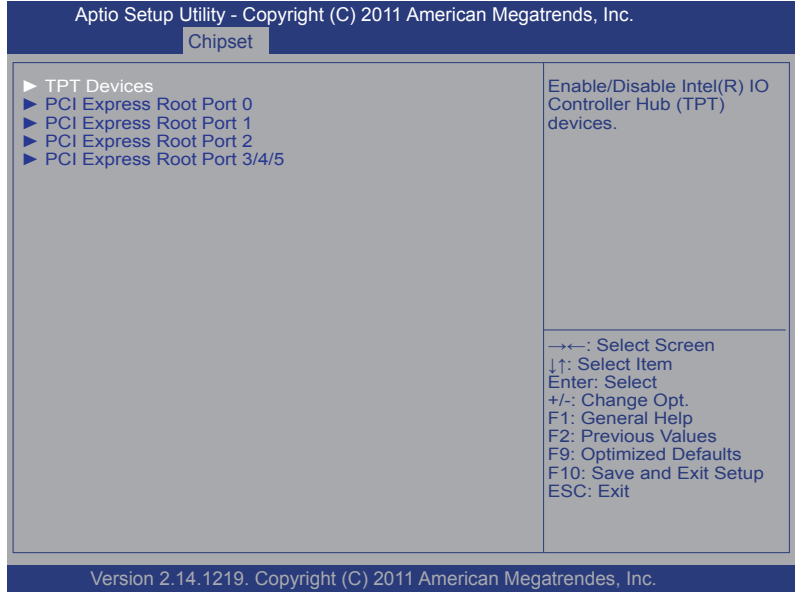 Aptio Setup Utility - Copyright (C) 2011 American Megatrends, Inc.
Chipset
► TPT Devices
► PCI Express Root Port 0
► PCI Express Root Port 1
► PCI Express Root Port 2
► PCI Express Root Port 3/4/5
Enable/Disable Intel(R) IO
Controller Hub (TPT)
devices.
→←: Select Screen
↓↑: Select Item
Enter: Select
+/-: Change Opt.
F1: General Help
F2: Previous Values
F9: Optimized Defaults
F10: Save and Exit Setup
ESC: Exit
Version 2.14.1219. Copyright (C) 2011 American Megatrendes, Inc.